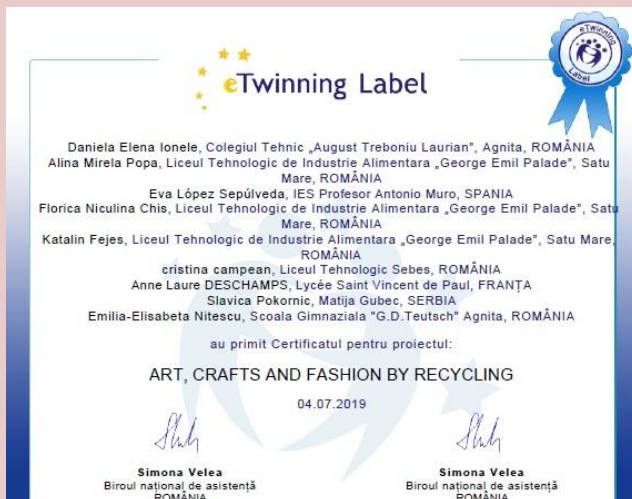 eTwinning Label
eTwinning
Label
Daniela Elena Ionele, Colegiul Tehnic „August Treboniu Laurian”, Agnita, ROMÂNIA
Alina Mirela Popa, Liceul Tehnologic de Industrie Alimentara „George Emil Palade”, Satu
Mare, ROMÂNIA
Eva López Sepúlveda, IES Profesor Antonio Muro, SPANIA
Florica Niculina Chis, Liceul Tehnologic de Industrie Alimentara „George Emil Palade”, Satu
Mare, ROMÂNIA
Katalin Fejes, Liceul Tehnologic de Industrie Alimentara „George Emil Palade”, Satu Mare,
ROMÂNIA
cristina campean, Liceul Tehnologic Sebes, ROMÂNIA
Anne Laure DESCHAMPS, Lycée Saint Vincent de Paul, FRANȚA
Slavica Pokornic, Matija Gubec, SERBIA
Emilia-Elisabeta Nitescu, Scoala Gimnaziala "G.D.Teutsch" Agnita, ROMÂNIA
au primit Certificatul pentru proiectul:
ART, CRAFTS AND FASHION BY RECYCLING
04.07.2019
Simona Velea Simona Velea
Biroul național de asistență Biroul național de asistență
ROMÂNIA ROMÂNIA